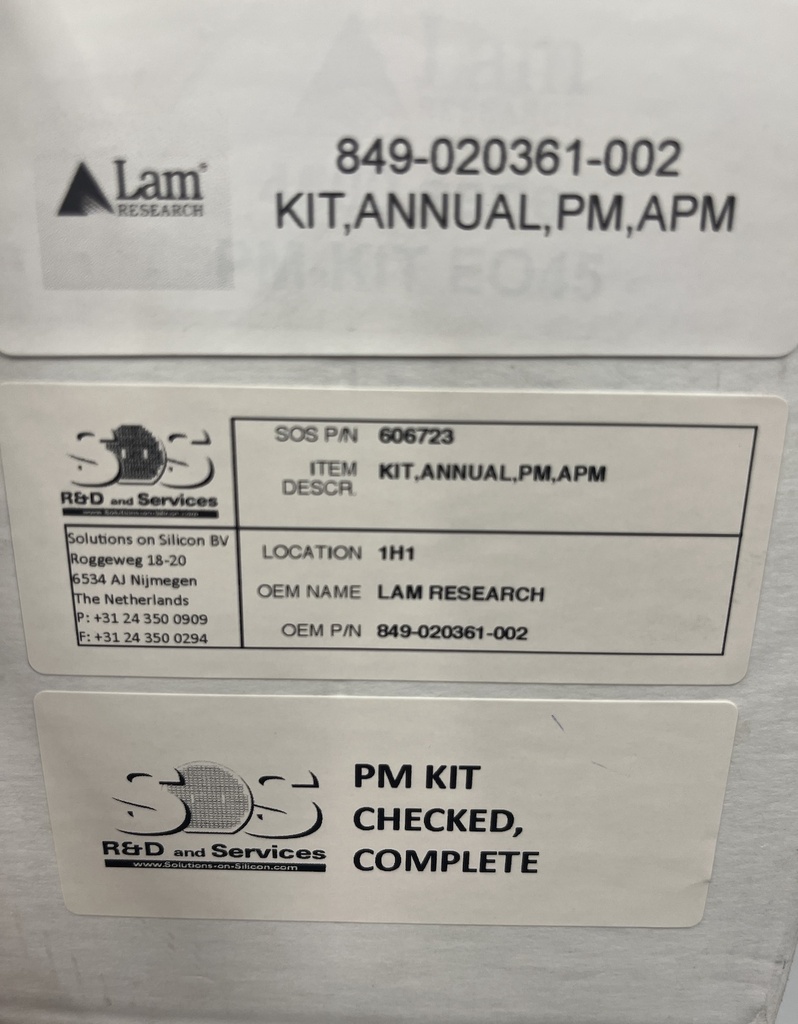 Lam
RESEARCH
849-020361-002
KIT,ANNUAL,PM,APM
PM-KIT EO45
SOS
R&D and Services
Solutions on Silicon BV
Roggeweg 18-20
6534 AJ Nijmegen
The Netherlands
P: +31 24 350 0909
F: +31 24 350 0294
SOS P/N 606723
ITEM DESCR. KIT,ANNUAL,PM,APM
LOCATION 1H1
OEM NAME LAM RESEARCH
OEM P/N 849-020361-002
SOS
R&D and Services
www.Solutions-on-Silicon.com
PM KIT
CHECKED,
COMPLETE